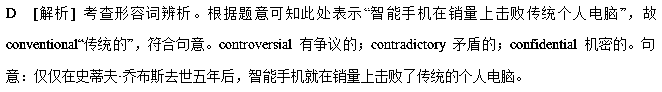 D [解析] 考查形容词辨析。根据题意可知此处表示“智能手机在销量上击败传统个人电脑”，故
conventional“传统的”，符合句意。controversial 有争议的；contradictory 矛盾的；confidential 机密的。句
意：仅仅在史蒂夫·乔布斯去世五年后，智能手机就在销量上击败了传统的个人电脑。